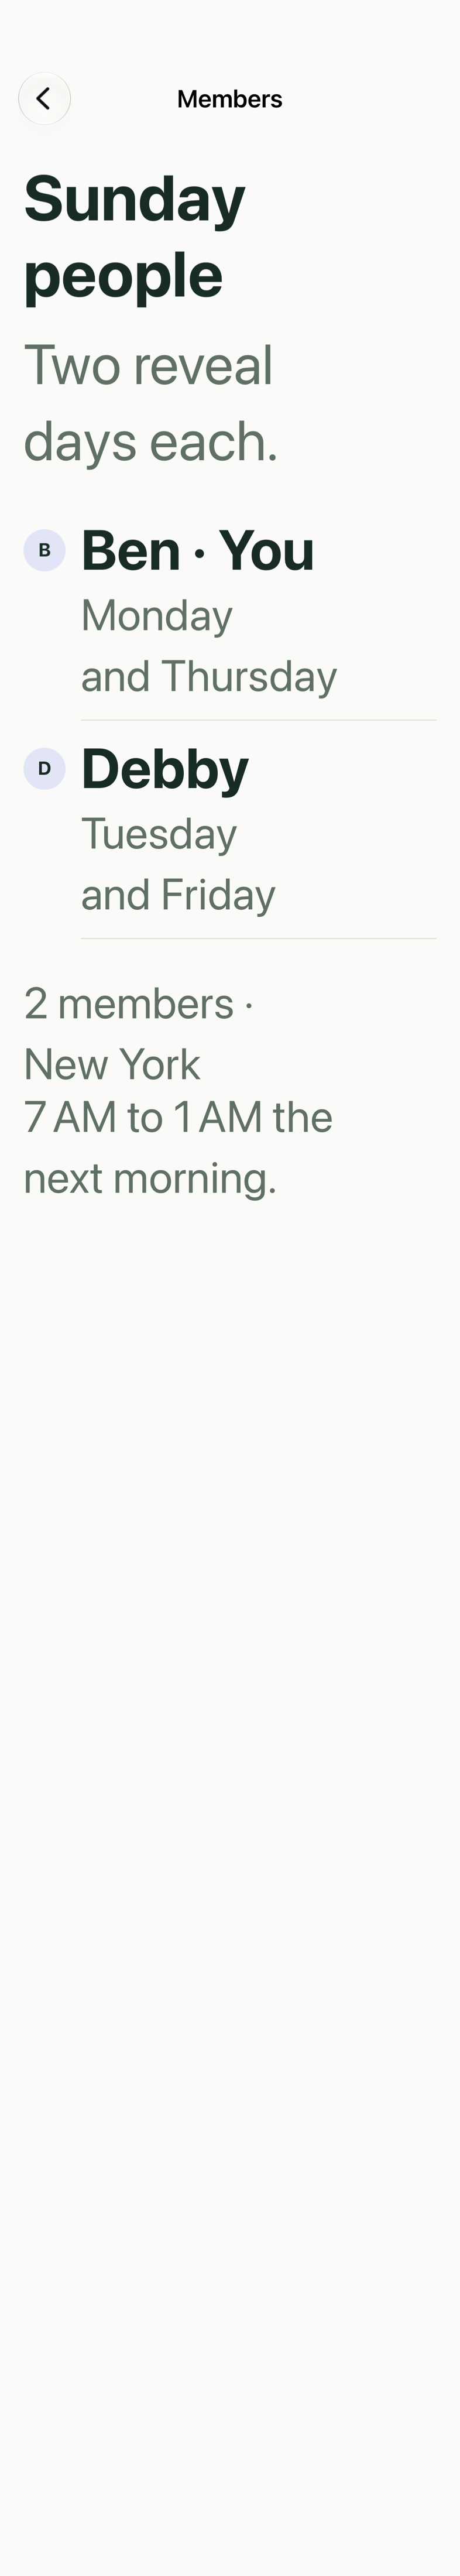 Members
Sunday
people
Two reveal
days each.
B
Ben · You
Monday
and Thursday
D
Debby
Tuesday
and Friday
2 members ·
New York
7 AM to 1 AM the
next morning.